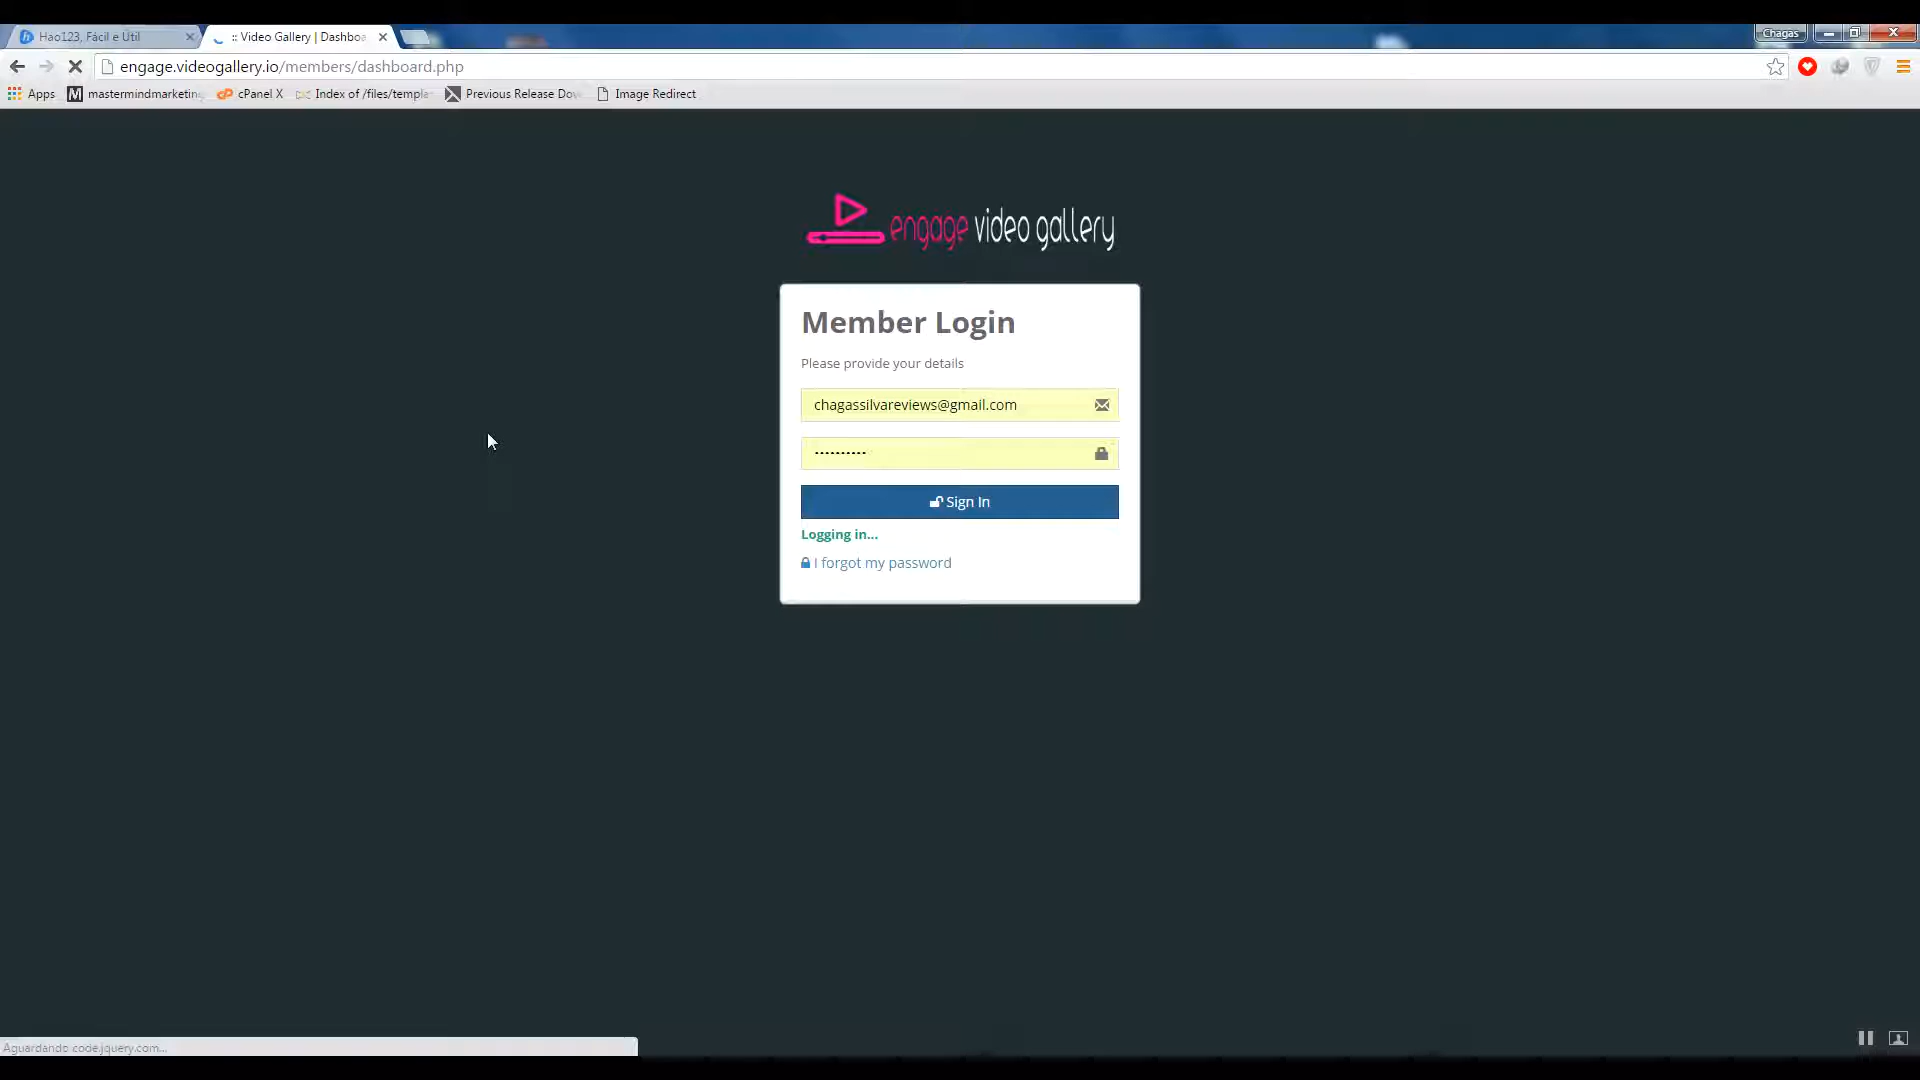 Hao123, Fácil e Útil
:: Video Gallery | Dashboa
Chagas
engage.videogallery.io/members/dashboard.php
Apps
mastermindmarketing
cPanel X
Index of /files/templa
Previous Release Dow
Image Redirect
engage video gallery
Member Login
Please provide your details
chagassilvareviews@gmail.com
Sign In
Logging in...
I forgot my password
Aguardando code.jquery.com...